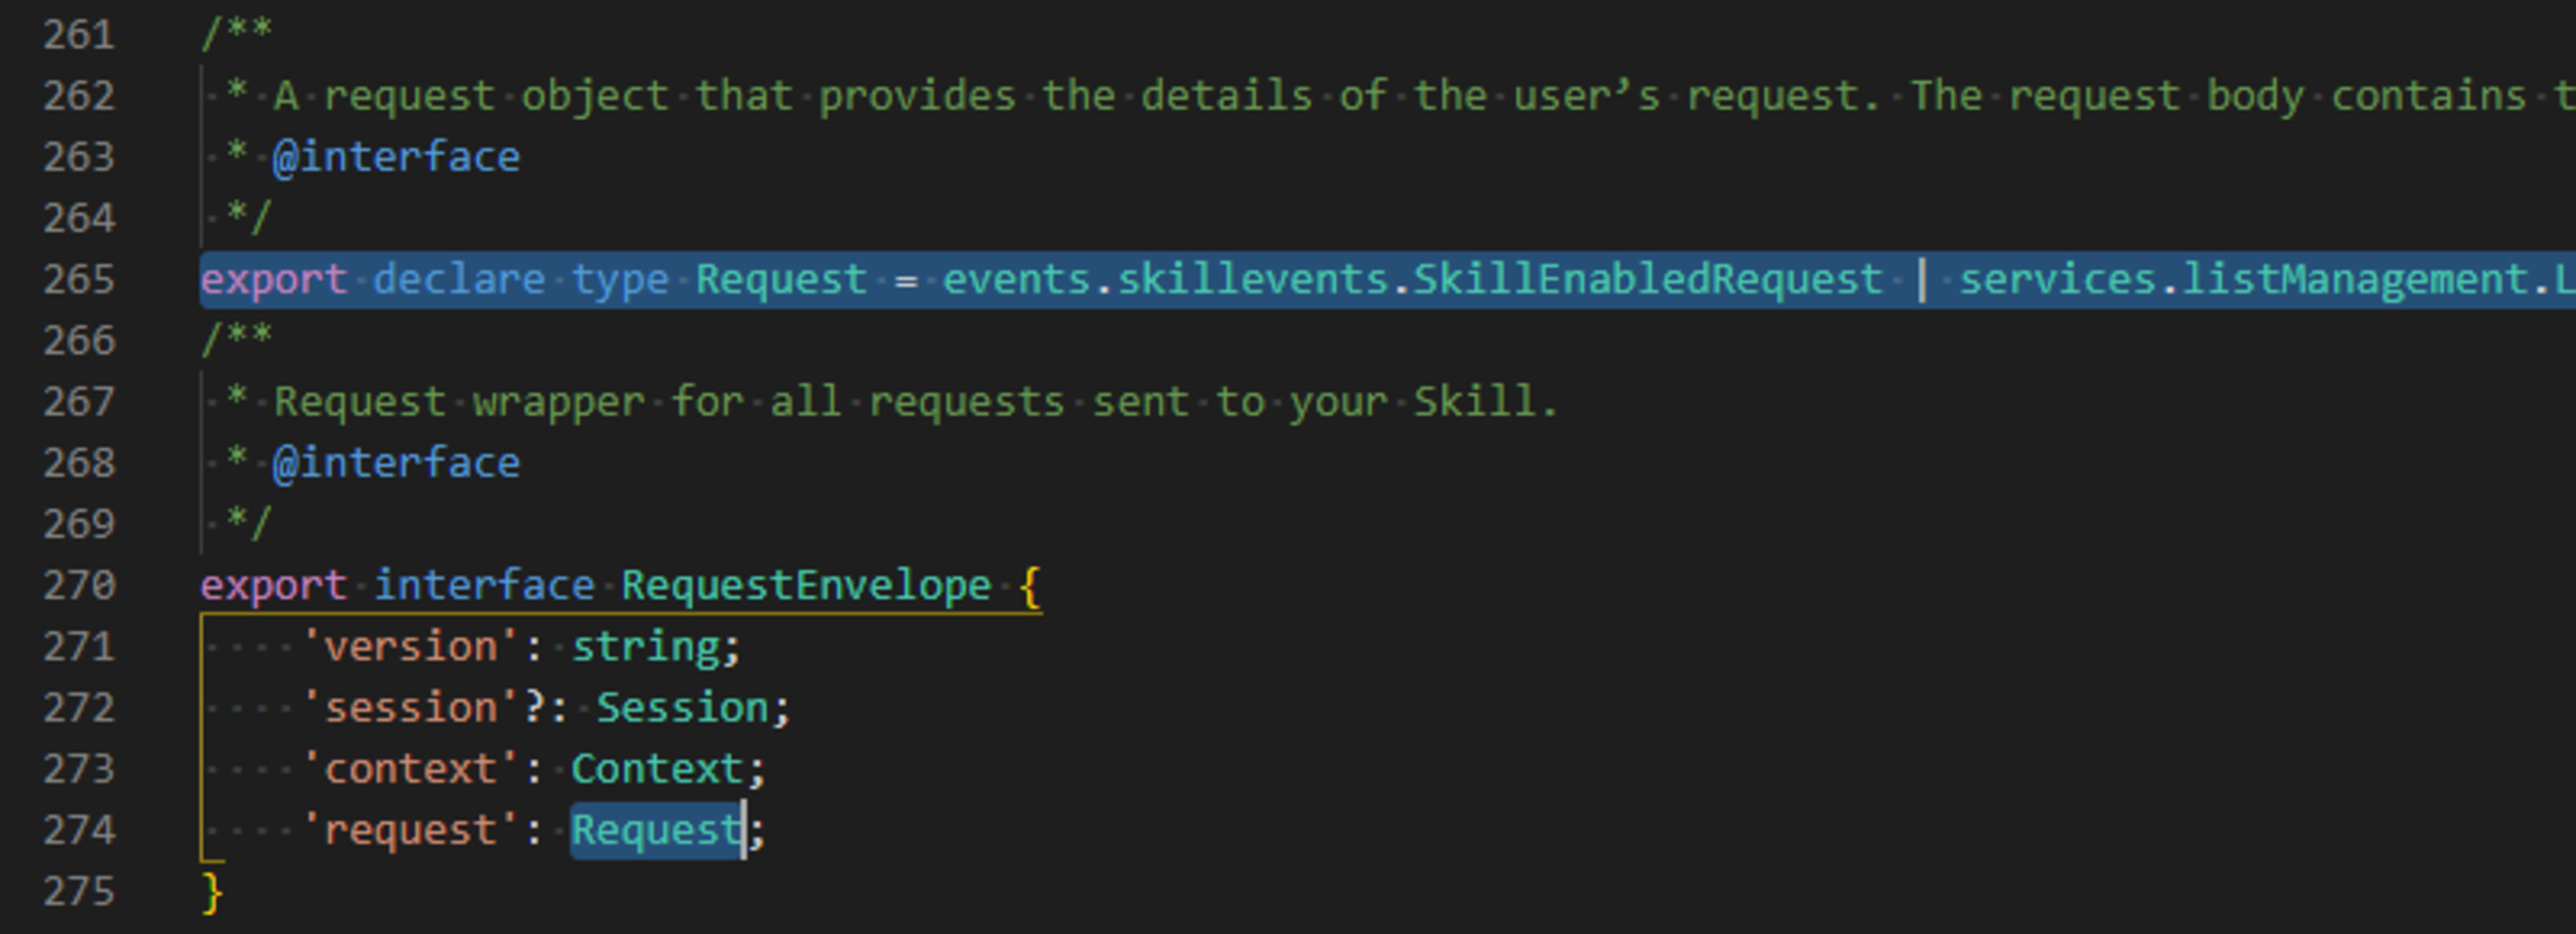 261 /**
262 * A request object that provides the details of the user’s request. The request body contains t
263 * @interface
264 */
265 export declare type Request = events.skillevents.SkillEnabledRequest | services.listManagement.L
266 /**
267 * Request wrapper for all requests sent to your Skill.
268 * @interface
269 */
270 export interface RequestEnvelope {
271 'version': string;
272 'session'?: Session;
273 'context': Context;
274 'request': Request;
275 }